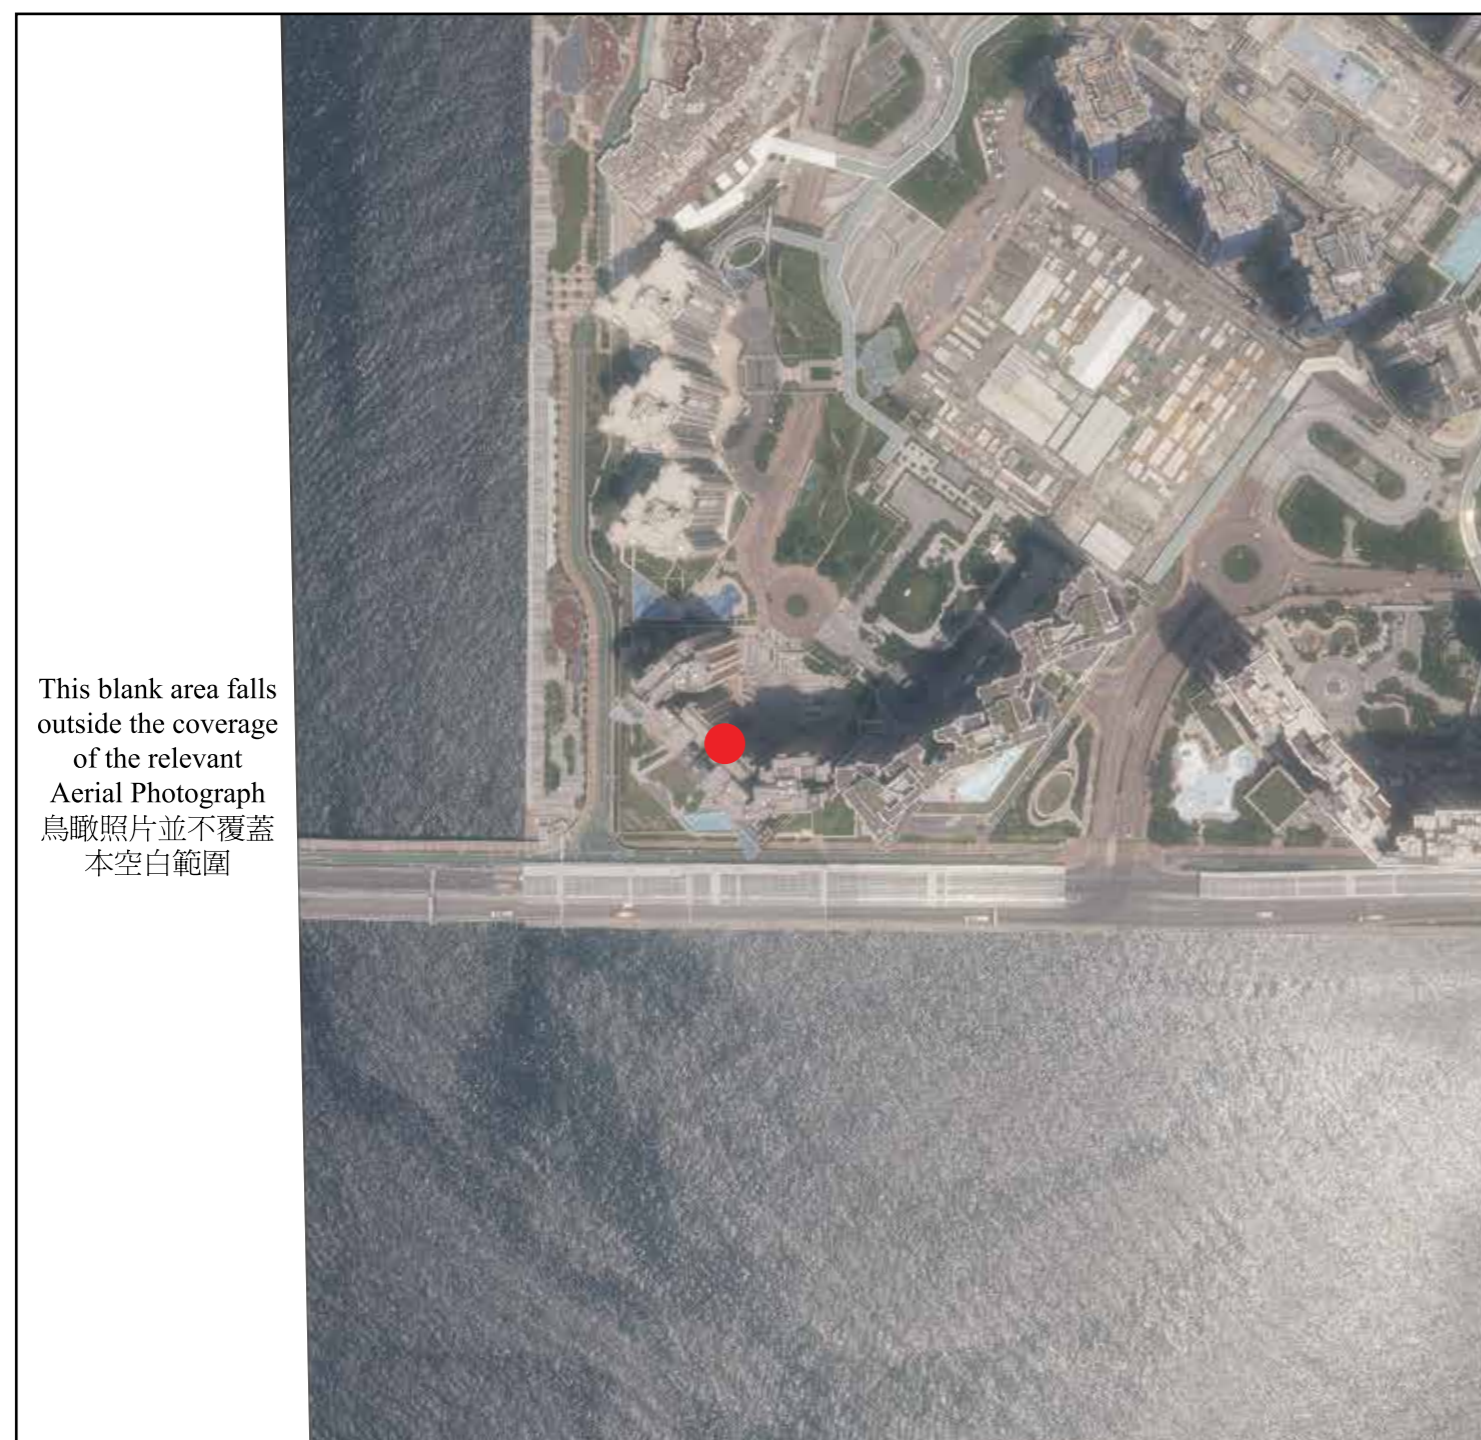 This blank area falls
outside the coverage
of the relevant
Aerial Photograph
鳥瞰照片並不覆蓋
本空白範圍